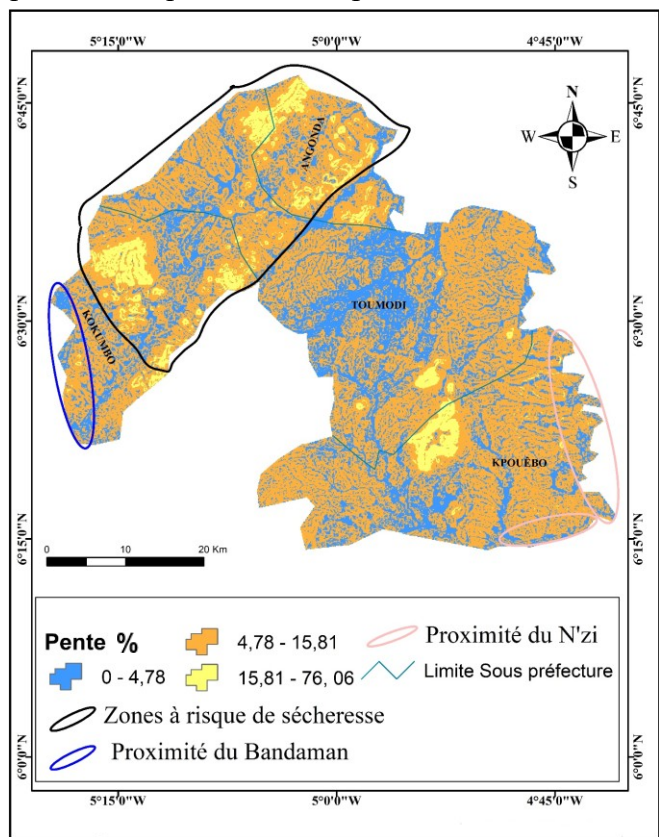 5°15'0"W 5°0'0"W 4°45'0"W
6°45'0"N 6°45'0"N
N
W E
S
ANGONDA
TOUMODI
6°30'0"N 6°30'0"N
KOKUMBO
KPOUÈBO
6°15'0"N 6°15'0"N
0 10 20 Km
Pente % 4,78 - 15,81 Proximité du N'zi
0 - 4,78 15,81 - 76, 06 Limite Sous préfecture
Zones à risque de sécheresse
Proximité du Bandaman
6°0'0"N 6°0'0"N
5°15'0"W 5°0'0"W 4°45'0"W